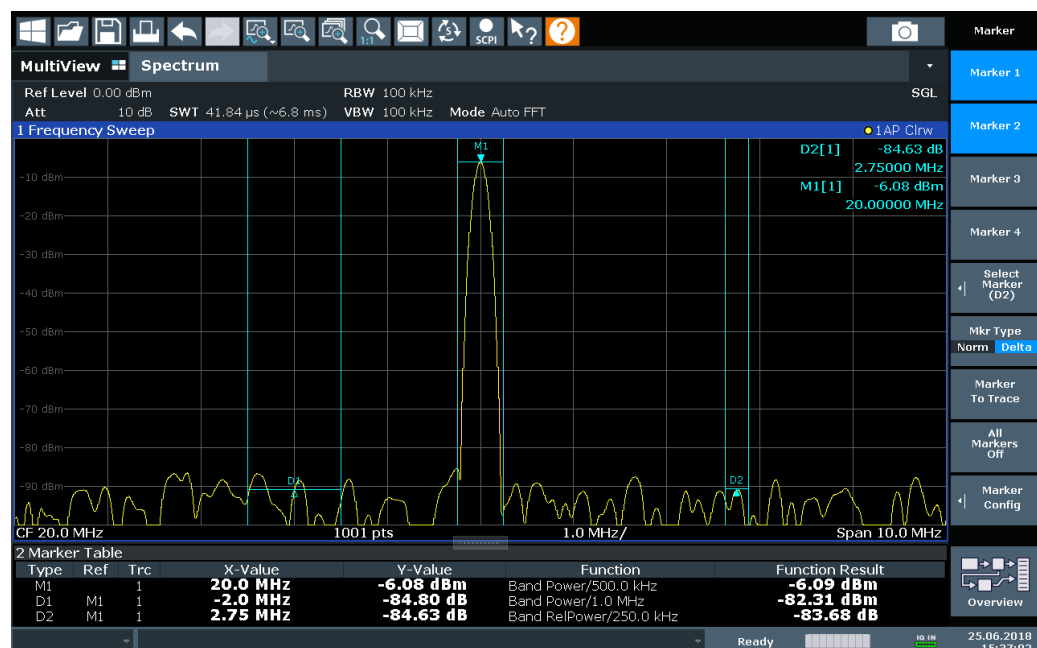 1:1
SCPI
?
?
Marker
MultiView Spectrum
Marker 1
Ref Level 0.00 dBm RBW 100 kHz SGL
Att 10 dB SWT 41.84 µs (~6.8 ms) VBW 100 kHz Mode Auto FFT
1 Frequency Sweep 1AP Clrw
Marker 2
M1
D2[1] -84.63 dB
2.75000 MHz
M1[1] -6.08 dBm
20.00000 MHz
-10 dBm
-20 dBm
-30 dBm
-40 dBm
-50 dBm
-60 dBm
-70 dBm
-80 dBm
-90 dBm
D1
D2
CF 20.0 MHz 1001 pts 1.0 MHz/ Span 10.0 MHz
Marker 3
Marker 4
Select
Marker
(D2)
Mkr Type
Norm Delta
Marker
To Trace
All
Markers
Off
Marker
Config
2 Marker Table
Type Ref Trc X-Value Y-Value Function Function Result
M1 1 20.0 MHz -6.08 dBm Band Power/500.0 kHz -6.09 dBm
D1 M1 1 -2.0 MHz -84.80 dB Band Power/1.0 MHz -82.31 dBm
D2 M1 1 2.75 MHz -84.63 dB Band RelPower/250.0 kHz -83.68 dB
Overview
Ready
IQ IN
25.06.2018